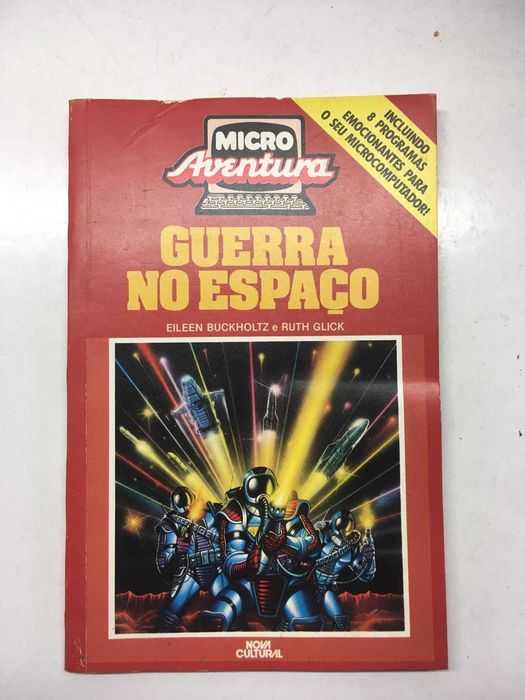 MICRO
Aventura
INCLUINDO
8 PROGRAMAS
EMOCIONANTES PARA
O SEU MICROCOMPUTADOR!
GUERRA
NO ESPAÇO
EILEEN BUCKHOLTZ e RUTH GLICK
NOVA
CULTURAL